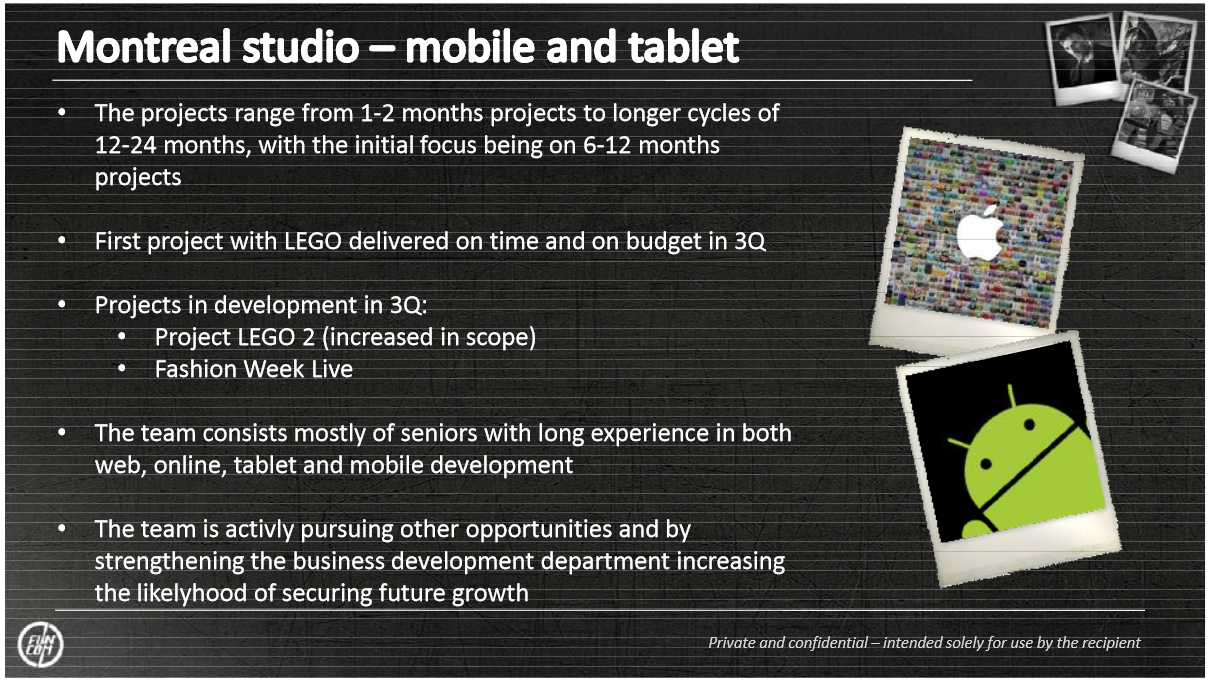 Montreal studio – mobile and tablet
• The projects range from 1-2 months projects to longer cycles of
12-24 months, with the initial focus being on 6-12 months
projects
• First project with LEGO delivered on time and on budget in 3Q
• Projects in development in 3Q:
• Project LEGO 2 (increased in scope)
• Fashion Week Live
• The team consists mostly of seniors with long experience in both
web, online, tablet and mobile development
• The team is activly pursuing other opportunities and by
strengthening the business development department increasing
the likelyhood of securing future growth
FUN
COM
Private and confidential – intended solely for use by the recipient